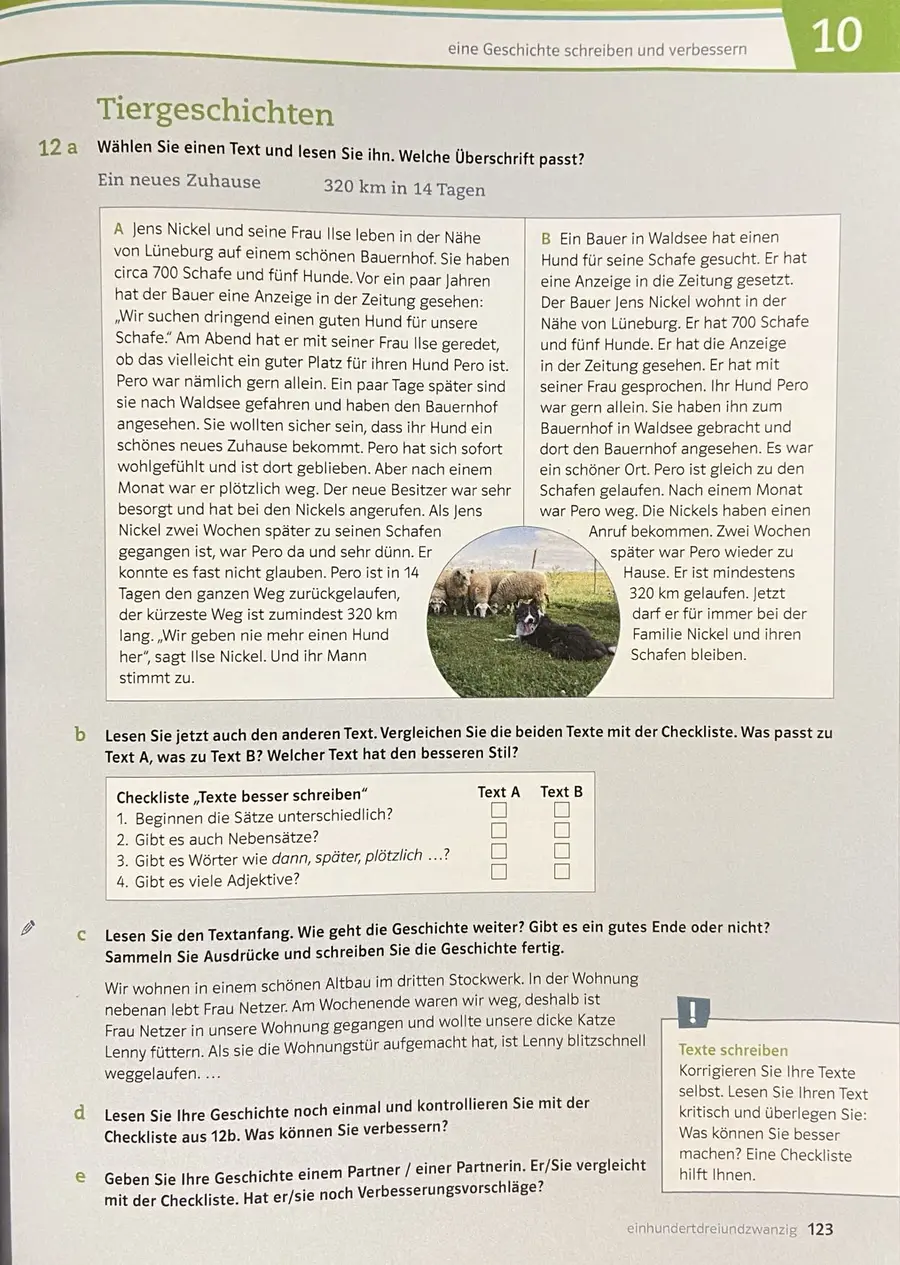 eine Geschichte schreiben und verbessern
10
Tiergeschichten
12 a Wählen Sie einen Text und lesen Sie ihn. Welche Überschrift passt?
Ein neues Zuhause 320 km in 14 Tagen
A Jens Nickel und seine Frau Ilse leben in der Nähe
von Lüneburg auf einem schönen Bauernhof. Sie haben
circa 700 Schafe und fünf Hunde. Vor ein paar Jahren
hat der Bauer eine Anzeige in der Zeitung gesehen:
„Wir suchen dringend einen guten Hund für unsere
Schafe.“ Am Abend hat er mit seiner Frau Ilse geredet,
ob das vielleicht ein guter Platz für ihren Hund Pero ist.
Pero war nämlich gern allein. Ein paar Tage später sind
sie nach Waldsee gefahren und haben den Bauernhof
angesehen. Sie wollten sicher sein, dass ihr Hund ein
schönes neues Zuhause bekommt. Pero hat sich sofort
wohlgefühlt und ist dort geblieben. Aber nach einem
Monat war er plötzlich weg. Der neue Besitzer war sehr
besorgt und hat bei den Nickels angerufen. Als Jens
Nickel zwei Wochen später zu seinen Schafen
gegangen ist, war Pero da und sehr dünn. Er
konnte es fast nicht glauben. Pero ist in 14
Tagen den ganzen Weg zurückgelaufen,
der kürzeste Weg ist zumindest 320 km
lang. „Wir geben nie mehr einen Hund
her“, sagt Ilse Nickel. Und ihr Mann
stimmt zu.
B Ein Bauer in Waldsee hat einen
Hund für seine Schafe gesucht. Er hat
eine Anzeige in die Zeitung gesetzt.
Der Bauer Jens Nickel wohnt in der
Nähe von Lüneburg. Er hat 700 Schafe
und fünf Hunde. Er hat die Anzeige
in der Zeitung gesehen. Er hat mit
seiner Frau gesprochen. Ihr Hund Pero
war gern allein. Sie haben ihn zum
Bauernhof in Waldsee gebracht und
dort den Bauernhof angesehen. Es war
ein schöner Ort. Pero ist gleich zu den
Schafen gelaufen. Nach einem Monat
war Pero weg. Die Nickels haben einen
Anruf bekommen. Zwei Wochen
später war Pero wieder zu
Hause. Er ist mindestens
320 km gelaufen. Jetzt
darf er für immer bei der
Familie Nickel und ihren
Schafen bleiben.
b Lesen Sie jetzt auch den anderen Text. Vergleichen Sie die beiden Texte mit der Checkliste. Was passt zu
Text A, was zu Text B? Welcher Text hat den besseren Stil?
Checkliste „Texte besser schreiben“ Text A Text B
1. Beginnen die Sätze unterschiedlich?
2. Gibt es auch Nebensätze?
3. Gibt es Wörter wie dann, später, plötzlich …?
4. Gibt es viele Adjektive?
c Lesen Sie den Textanfang. Wie geht die Geschichte weiter? Gibt es ein gutes Ende oder nicht?
Sammeln Sie Ausdrücke und schreiben Sie die Geschichte fertig.
Wir wohnen in einem schönen Altbau im dritten Stockwerk. In der Wohnung
nebenan lebt Frau Netzer. Am Wochenende waren wir weg, deshalb ist
Frau Netzer in unsere Wohnung gegangen und wollte unsere dicke Katze
Lenny füttern. Als sie die Wohnungstür aufgemacht hat, ist Lenny blitzschnell
weggelaufen. …
d Lesen Sie Ihre Geschichte noch einmal und kontrollieren Sie mit der
Checkliste aus 12b. Was können Sie verbessern?
e Geben Sie Ihre Geschichte einem Partner / einer Partnerin. Er/Sie vergleicht
mit der Checkliste. Hat er/sie noch Verbesserungsvorschläge?
!
Texte schreiben
Korrigieren Sie Ihre Texte
selbst. Lesen Sie Ihren Text
kritisch und überlegen Sie:
Was können Sie besser
machen? Eine Checkliste
hilft Ihnen.
einhundertdreiundzwanzig 123